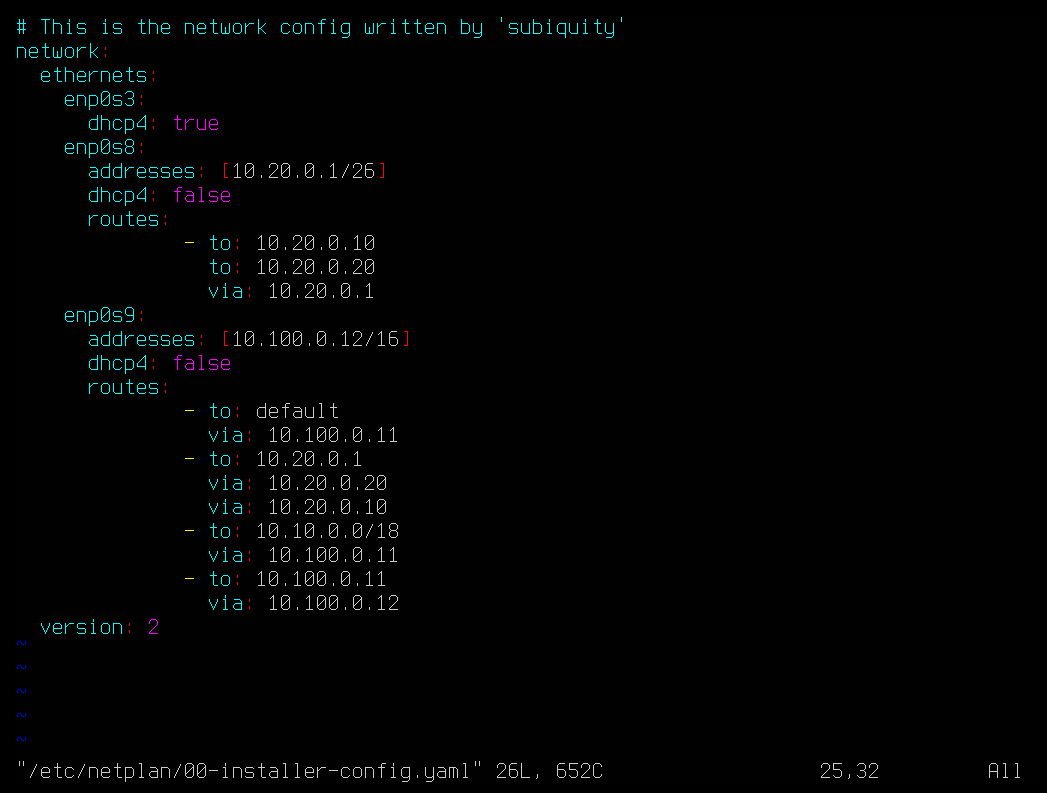 # This is the network config written by 'subiquity'
network:
  ethernets:
    enp0s3:
      dhcp4: true
    enp0s8:
      addresses: [10.20.0.1/26]
      dhcp4: false
      routes:
              - to: 10.20.0.10
                to: 10.20.0.20
                via: 10.20.0.1
    enp0s9:
      addresses: [10.100.0.12/16]
      dhcp4: false
      routes:
              - to: default
                via: 10.100.0.11
              - to: 10.20.0.1
                via: 10.20.0.20
                via: 10.20.0.10
              - to: 10.10.0.0/18
                via: 10.100.0.11
              - to: 10.100.0.11
                via: 10.100.0.12
  version: 2
~
~
~
~
~
"/etc/netplan/00-installer-config.yaml" 26L, 652C 25,32 All